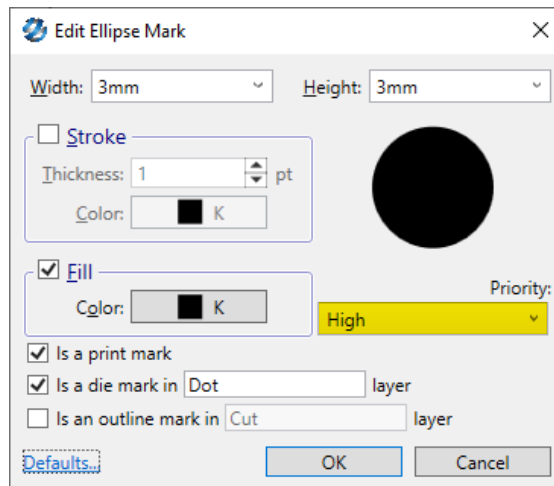 Edit Ellipse Mark
Width: 3mm
Height: 3mm
Stroke
Thickness: 1 pt
Color: K
Fill
Color: K
Priority:
High
Is a print mark
Is a die mark in Dot layer
Is an outline mark in Cut layer
Defaults...
OK
Cancel